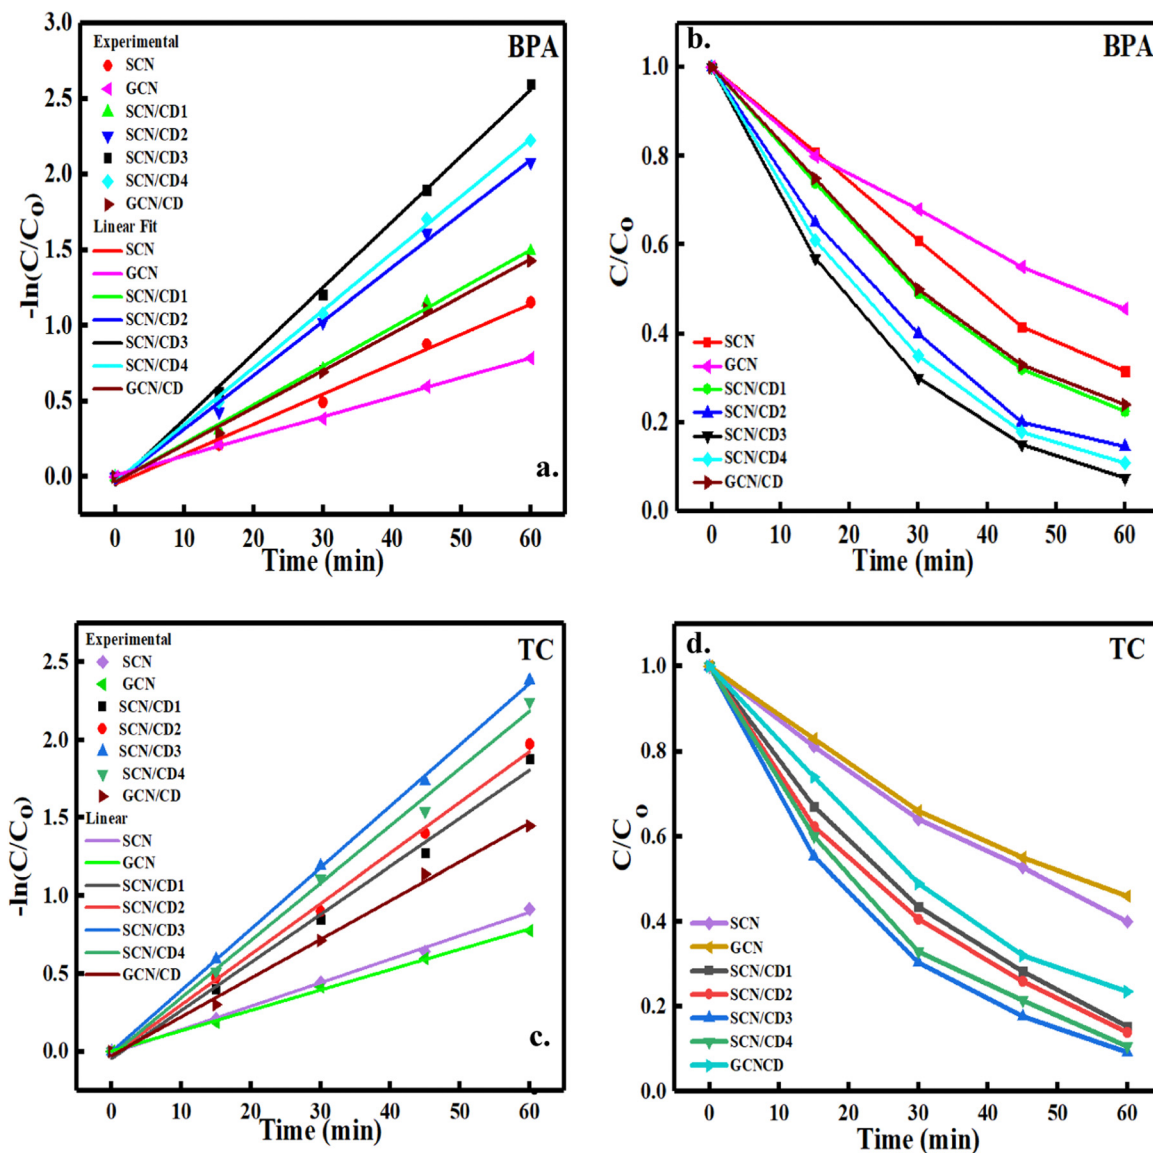 BPA
Experimental
SCN
GCN
SCN/CD1
SCN/CD2
SCN/CD3
SCN/CD4
GCN/CD
Linear Fit
SCN
GCN
SCN/CD1
SCN/CD2
SCN/CD3
SCN/CD4
GCN/CD
3.0
2.5
2.0
1.5
1.0
0.5
0.0
-ln(C/C₀)
a.
0 10 20 30 40 50 60
Time (min)
b.
BPA
1.0
0.8
0.6
0.4
0.2
0.0
C/C₀
SCN
GCN
SCN/CD1
SCN/CD2
SCN/CD3
SCN/CD4
GCN/CD
0 10 20 30 40 50 60
Time (min)
TC
Experimental
SCN
GCN
SCN/CD1
SCN/CD2
SCN/CD3
SCN/CD4
GCN/CD
Linear
SCN
GCN
SCN/CD1
SCN/CD2
SCN/CD3
SCN/CD4
GCN/CD
2.5
2.0
1.5
1.0
0.5
0.0
-ln(C/C₀)
c.
0 10 20 30 40 50 60
Time (min)
d.
TC
1.0
0.8
0.6
0.4
0.2
0.0
C/C₀
SCN
GCN
SCN/CD1
SCN/CD2
SCN/CD3
SCN/CD4
GCNCD
0 10 20 30 40 50 60
Time (min)